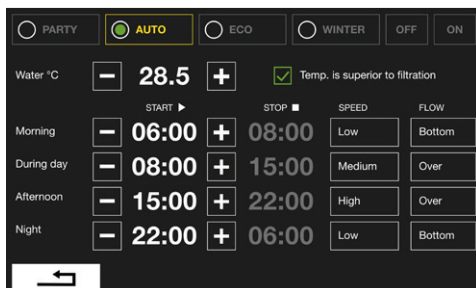 PARTY AUTO ECO WINTER OFF ON
Water °C − 28.5 + Temp. is superior to filtration
START STOP SPEED FLOW
Morning − 06:00 + 08:00 Low Bottom
During day − 08:00 + 15:00 Medium Over
Afternoon − 15:00 + 22:00 High Over
Night − 22:00 + 06:00 Low Bottom